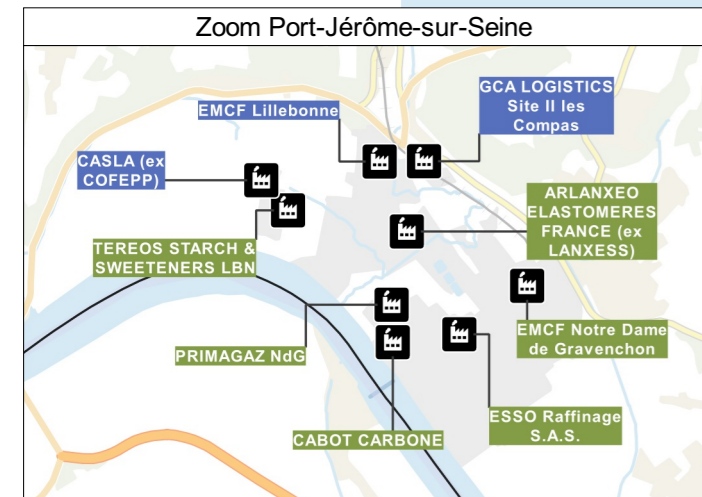 Zoom Port-Jérôme-sur-Seine
GCA LOGISTICS
Site II les
Compas
EMCF Lillebonne
CASLA (ex
COFEPP)
ARLANXEO
ELASTOMERES
FRANCE (ex
LANXESS)
TEREOS STARCH &
SWEETENERS LBN
EMCF Notre Dame
de Gravenchon
PRIMAGAZ NdG
ESSO Raffinage
S.A.S.
CABOT CARBONE